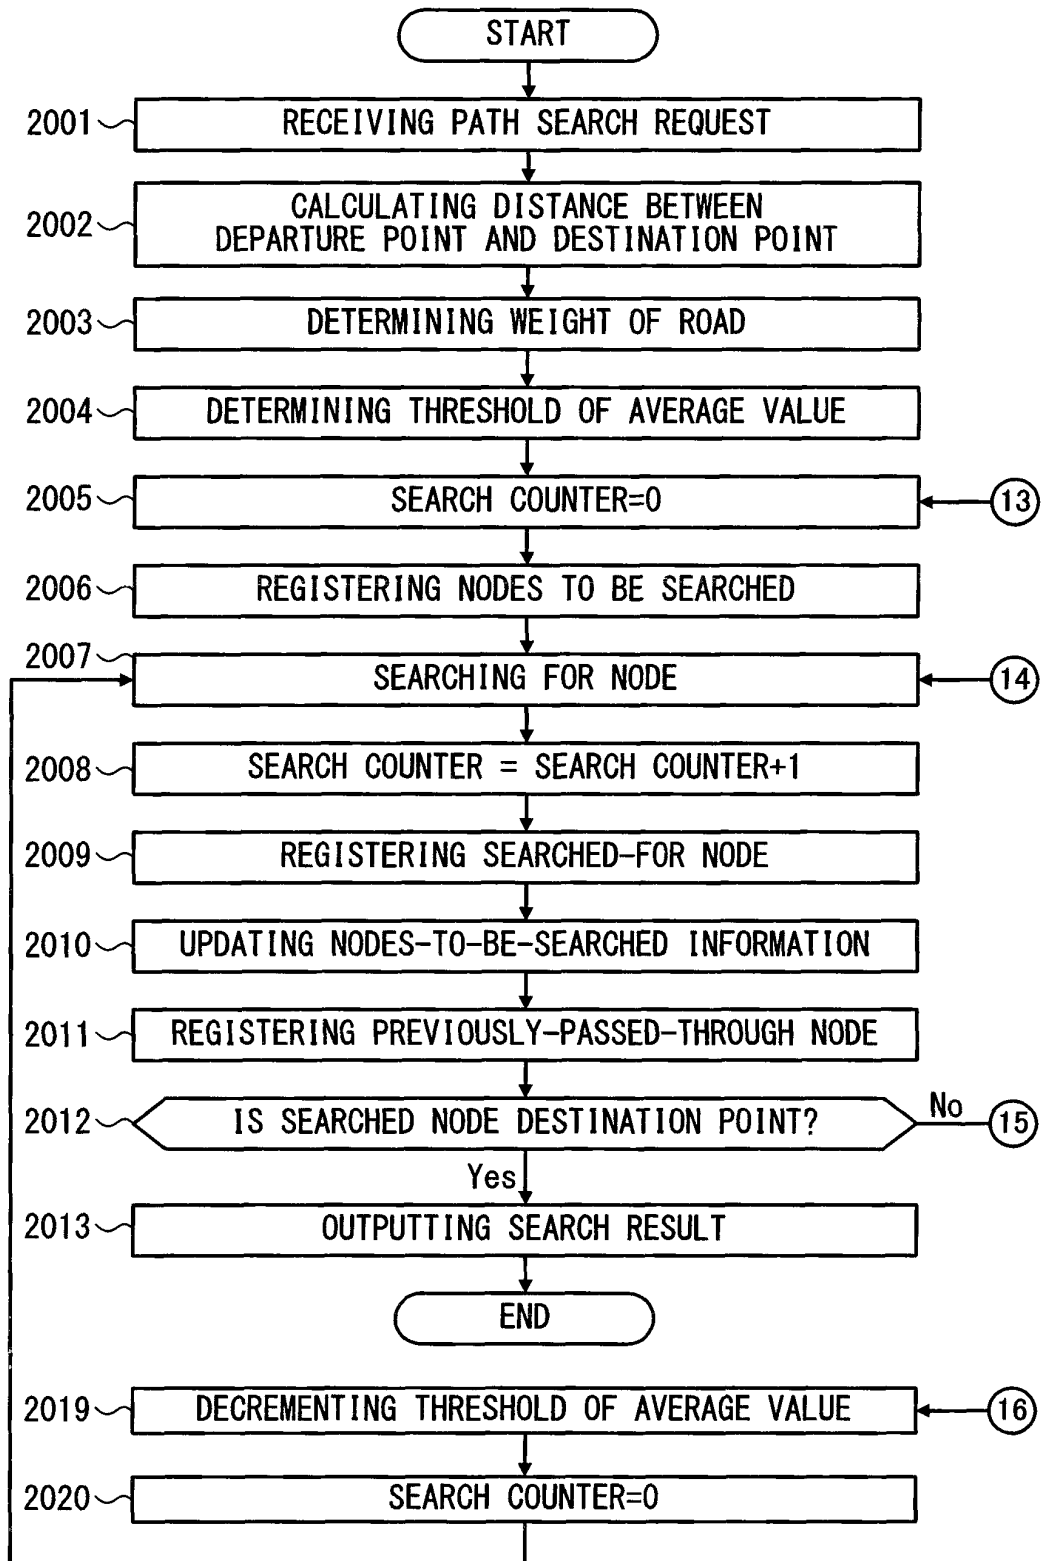 START
2001
RECEIVING PATH SEARCH REQUEST
2002
CALCULATING DISTANCE BETWEEN
DEPARTURE POINT AND DESTINATION POINT
2003
DETERMINING WEIGHT OF ROAD
2004
DETERMINING THRESHOLD OF AVERAGE VALUE
2005
SEARCH COUNTER=0
13
2006
REGISTERING NODES TO BE SEARCHED
2007
SEARCHING FOR NODE
14
2008
SEARCH COUNTER = SEARCH COUNTER+1
2009
REGISTERING SEARCHED-FOR NODE
2010
UPDATING NODES-TO-BE-SEARCHED INFORMATION
2011
REGISTERING PREVIOUSLY-PASSED-THROUGH NODE
2012
IS SEARCHED NODE DESTINATION POINT?
No
15
Yes
2013
OUTPUTTING SEARCH RESULT
END
2019
DECREMENTING THRESHOLD OF AVERAGE VALUE
16
2020
SEARCH COUNTER=0